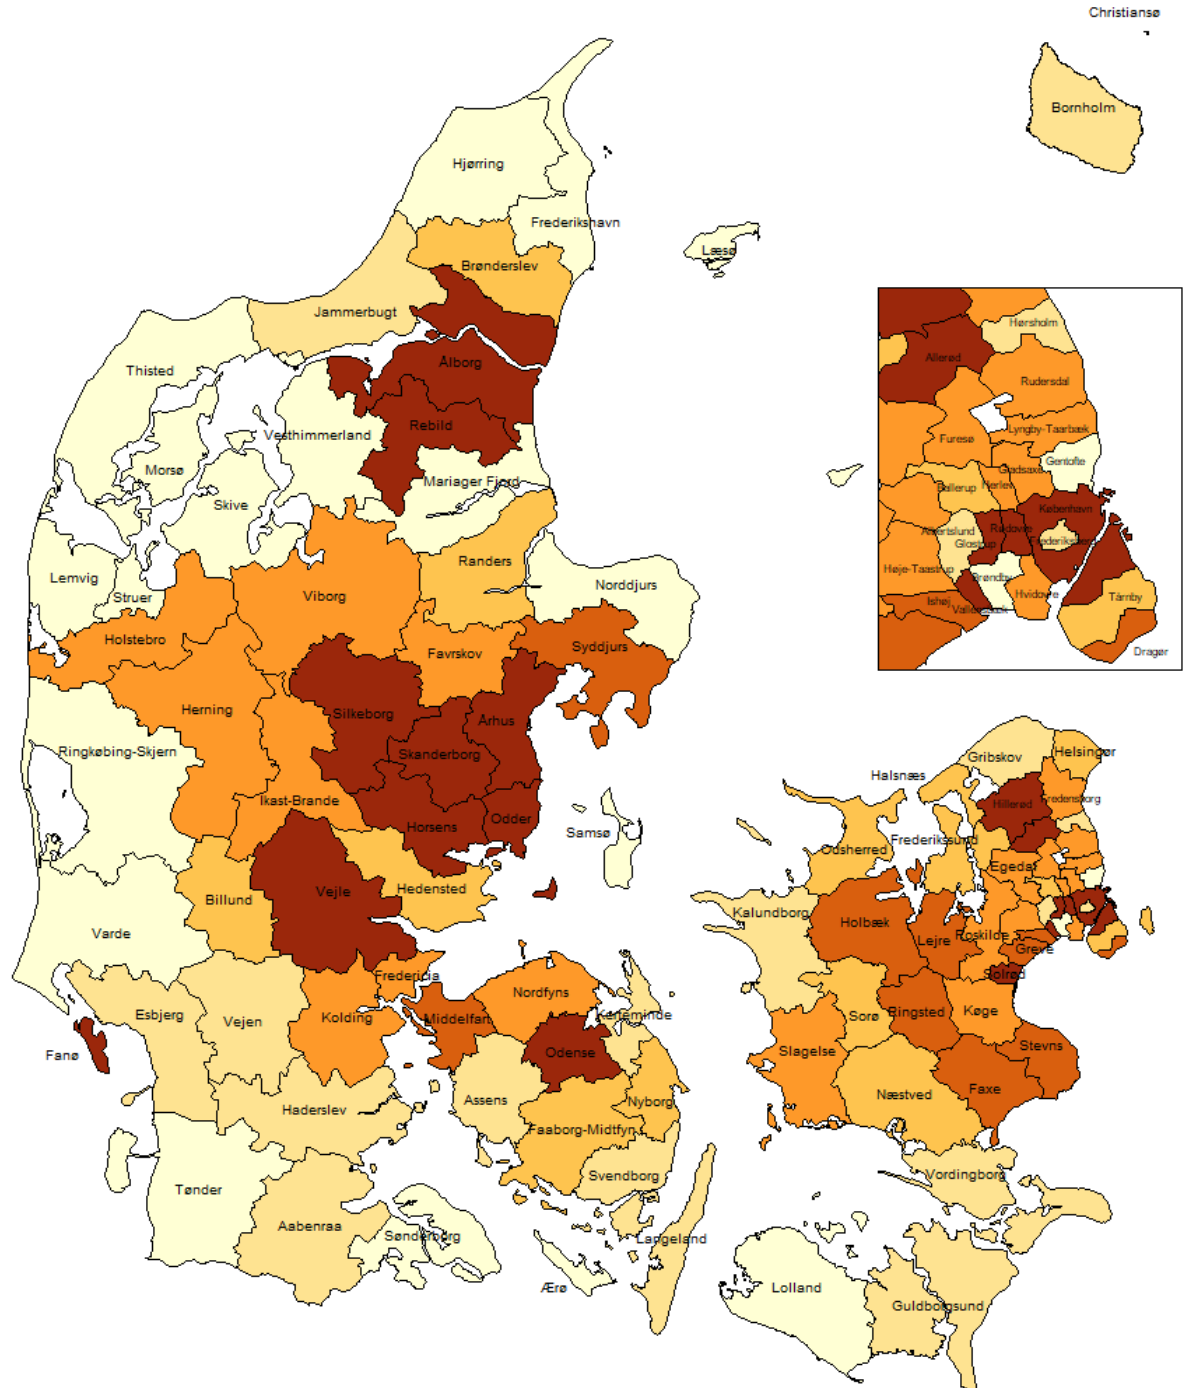 Christiansø
Bornholm
Hjørring
Frederikshavn
Læsø
Brønderslev
Jammerbugt
Thisted
Ålborg
Vesthimmerland
Rebild
Morsø
Mariager Fjord
Skive
Randers
Lemvig
Struer
Viborg
Norddjurs
Holstebro
Favrskov
Syddjurs
Herning
Silkeborg
Århus
Ringkøbing-Skjern
Skanderborg
Ikast-Brande
Horsens
Odder
Samsø
Billund
Vejle
Hedensted
Varde
Fredericia
Esbjerg
Vejen
Kolding
Middelfart
Nordfyns
Kerteminde
Fanø
Odense
Haderslev
Assens
Nyborg
Faaborg-Midtfyn
Svendborg
Tønder
Aabenraa
Sønderborg
Langeland
Ærø
Hørsholm
Allerød
Rudersdal
Furesø
Lyngby-Taarbæk
Gentofte
Gladsaxe
Ballerup
Herlev
København
Albertslund
Rødovre
Glostrup
Frederiksberg
Høje-Taastrup
Brøndby
Ishøj
Hvidovre
Vallensbæk
Tårnby
Dragør
Gribskov
Helsingør
Halsnæs
Hillerød
Fredensborg
Odsherred
Frederikssund
Egedal
Kalundborg
Holbæk
Lejre
Roskilde
Greve
Solrød
Sorø
Ringsted
Køge
Slagelse
Stevns
Næstved
Faxe
Vordingborg
Lolland
Guldborgsund